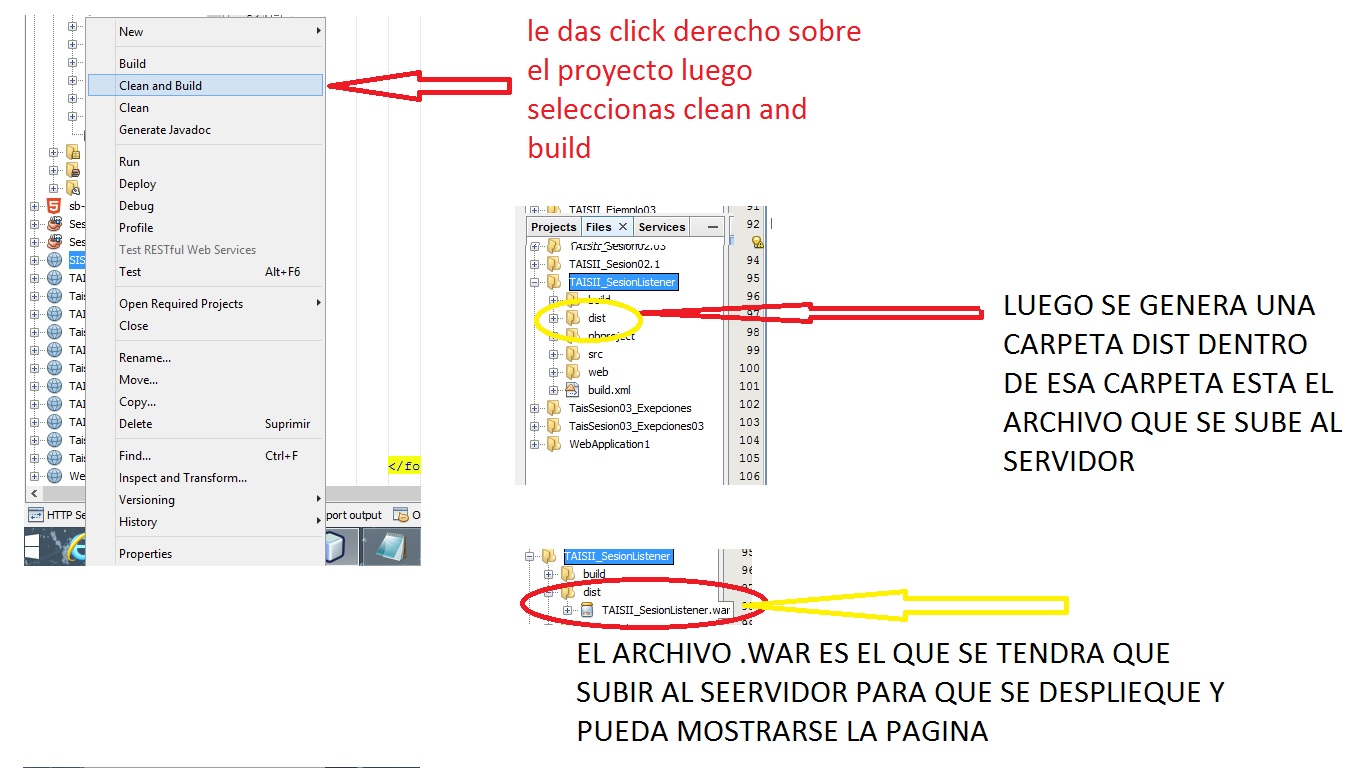 New
Build
Clean and Build
Clean
Generate Javadoc
Run
Deploy
Debug
Profile
Test RESTful Web Services
Test Alt+F6
Open Required Projects
Close
Rename...
Move...
Copy...
Delete Suprimir
Find... Ctrl+F
Inspect and Transform...
Versioning
History
Properties
sb-
Ses
Ses
SIS
TAI
Tais
TAI
Tais
TAI
Tais
TAI
TAI
TAI
Tais
Tais
We
</fo
HTTP Se
port output
le das click derecho sobre
el proyecto luego
seleccionas clean and
build
TAISII_Ejemplo03
Projects Files X Services
TAISII_Sesion02.03
TAISII_Sesion02.1
TAISII_SesionListener
build
dist
nbproject
src
web
build.xml
TaisSesion03_Exepciones
TaisSesion03_Exepciones03
WebApplication1
91
92
94
95
96
97
98
99
100
101
102
103
104
105
106
LUEGO SE GENERA UNA
CARPETA DIST DENTRO
DE ESA CARPETA ESTA EL
ARCHIVO QUE SE SUBE AL
SERVIDOR
TAISII_SesionListener
build
dist
TAISII_SesionListener.war
EL ARCHIVO .WAR ES EL QUE SE TENDRA QUE
SUBIR AL SEERVIDOR PARA QUE SE DESPLIEQUE Y
PUEDA MOSTRARSE LA PAGINA